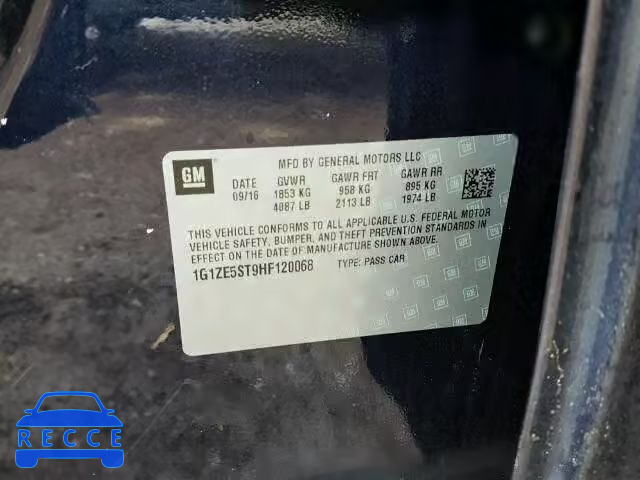 GM
MFD BY GENERAL MOTORS LLC
DATE GVWR GAWR FRT GAWR RR
09/16 1853 KG 958 KG 895 KG
4087 LB 2113 LB 1974 LB
THIS VEHICLE CONFORMS TO ALL APPLICABLE U.S. FEDERAL MOTOR
VEHICLE SAFETY, BUMPER, AND THEFT PREVENTION STANDARDS IN
EFFECT ON THE DATE OF MANUFACTURE SHOWN ABOVE.
1G1ZE5ST9HF120068 TYPE: PASS CAR
VIN RECORDS